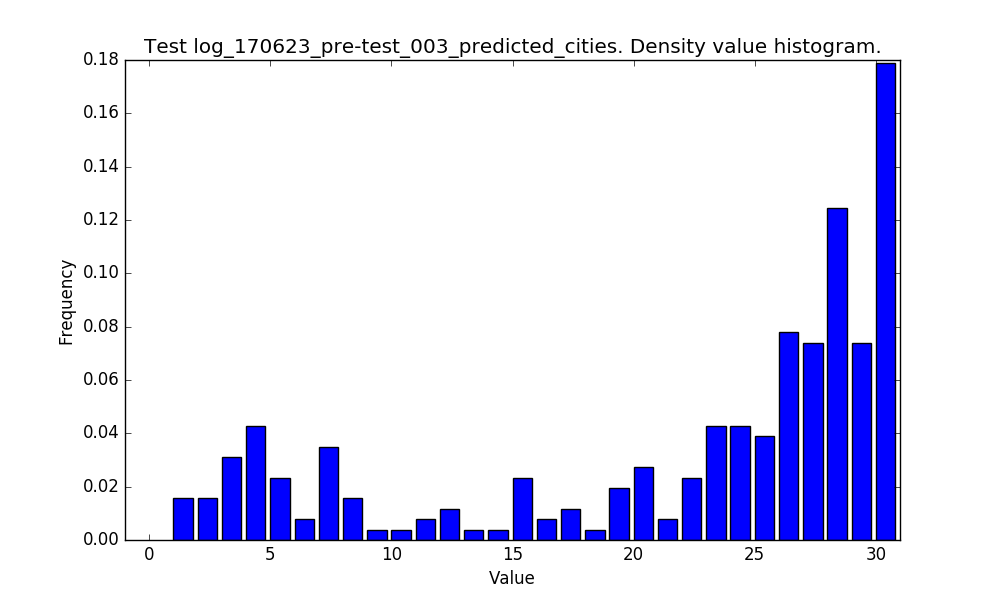 Test log_170623_pre-test_003_predicted_cities. Density value histogram.
0.18
0.16
0.14
0.12
0.10
0.08
0.06
0.04
0.02
0.00
Frequency
0 5 10 15 20 25 30
Value